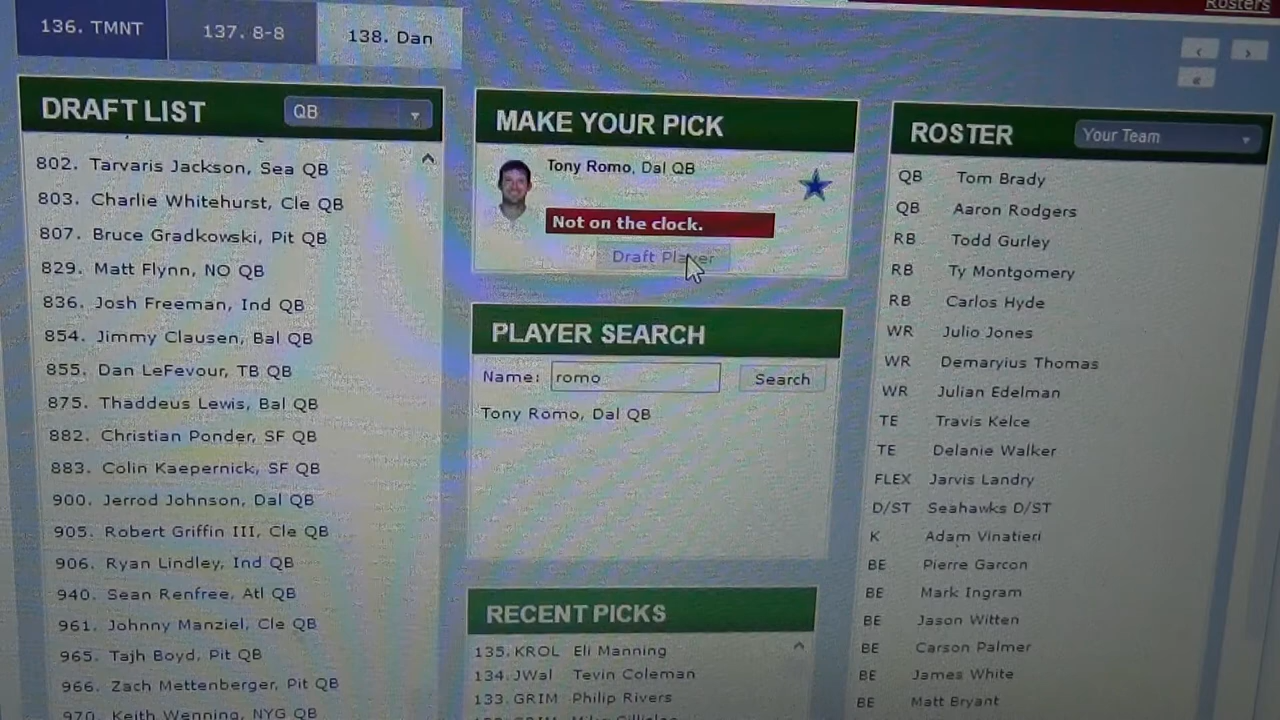 Rosters
136. TMNT
137. 8-8
138. Dan
‹ ›
«
DRAFT LIST QB
802. Tarvaris Jackson, Sea QB
803. Charlie Whitehurst, Cle QB
807. Bruce Gradkowski, Pit QB
829. Matt Flynn, NO QB
836. Josh Freeman, Ind QB
854. Jimmy Clausen, Bal QB
855. Dan LeFevour, TB QB
875. Thaddeus Lewis, Bal QB
882. Christian Ponder, SF QB
883. Colin Kaepernick, SF QB
900. Jerrod Johnson, Dal QB
905. Robert Griffin III, Cle QB
906. Ryan Lindley, Ind QB
940. Sean Renfree, Atl QB
961. Johnny Manziel, Cle QB
965. Tajh Boyd, Pit QB
966. Zach Mettenberger, Pit QB
970. Keith Wenning, NYG QB
MAKE YOUR PICK
Tony Romo, Dal QB
Not on the clock.
Draft Player
PLAYER SEARCH
Name: romo Search
Tony Romo, Dal QB
RECENT PICKS
135. KROL Eli Manning
134. JWal Tevin Coleman
133. GRIM Philip Rivers
ROSTER Your Team
QB Tom Brady
QB Aaron Rodgers
RB Todd Gurley
RB Ty Montgomery
RB Carlos Hyde
WR Julio Jones
WR Demaryius Thomas
WR Julian Edelman
TE Travis Kelce
TE Delanie Walker
FLEX Jarvis Landry
D/ST Seahawks D/ST
K Adam Vinatieri
BE Pierre Garcon
BE Mark Ingram
BE Jason Witten
BE Carson Palmer
BE James White
BE Matt Bryant